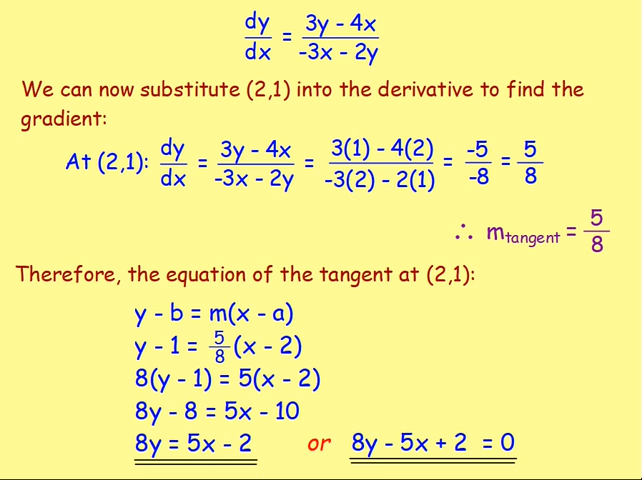 dy/dx = 3y - 4x/-3x - 2y
We can now substitute (2,1) into the derivative to find the
gradient:
At (2,1): dy/dx = 3y - 4x/-3x - 2y = 3(1) - 4(2)/-3(2) - 2(1) = -5/-8 = 5/8
∴ mtangent = 5/8
Therefore, the equation of the tangent at (2,1):
y - b = m(x - a)
y - 1 = 5/8 (x - 2)
8(y - 1) = 5(x - 2)
8y - 8 = 5x - 10
8y = 5x - 2 or 8y - 5x + 2 = 0